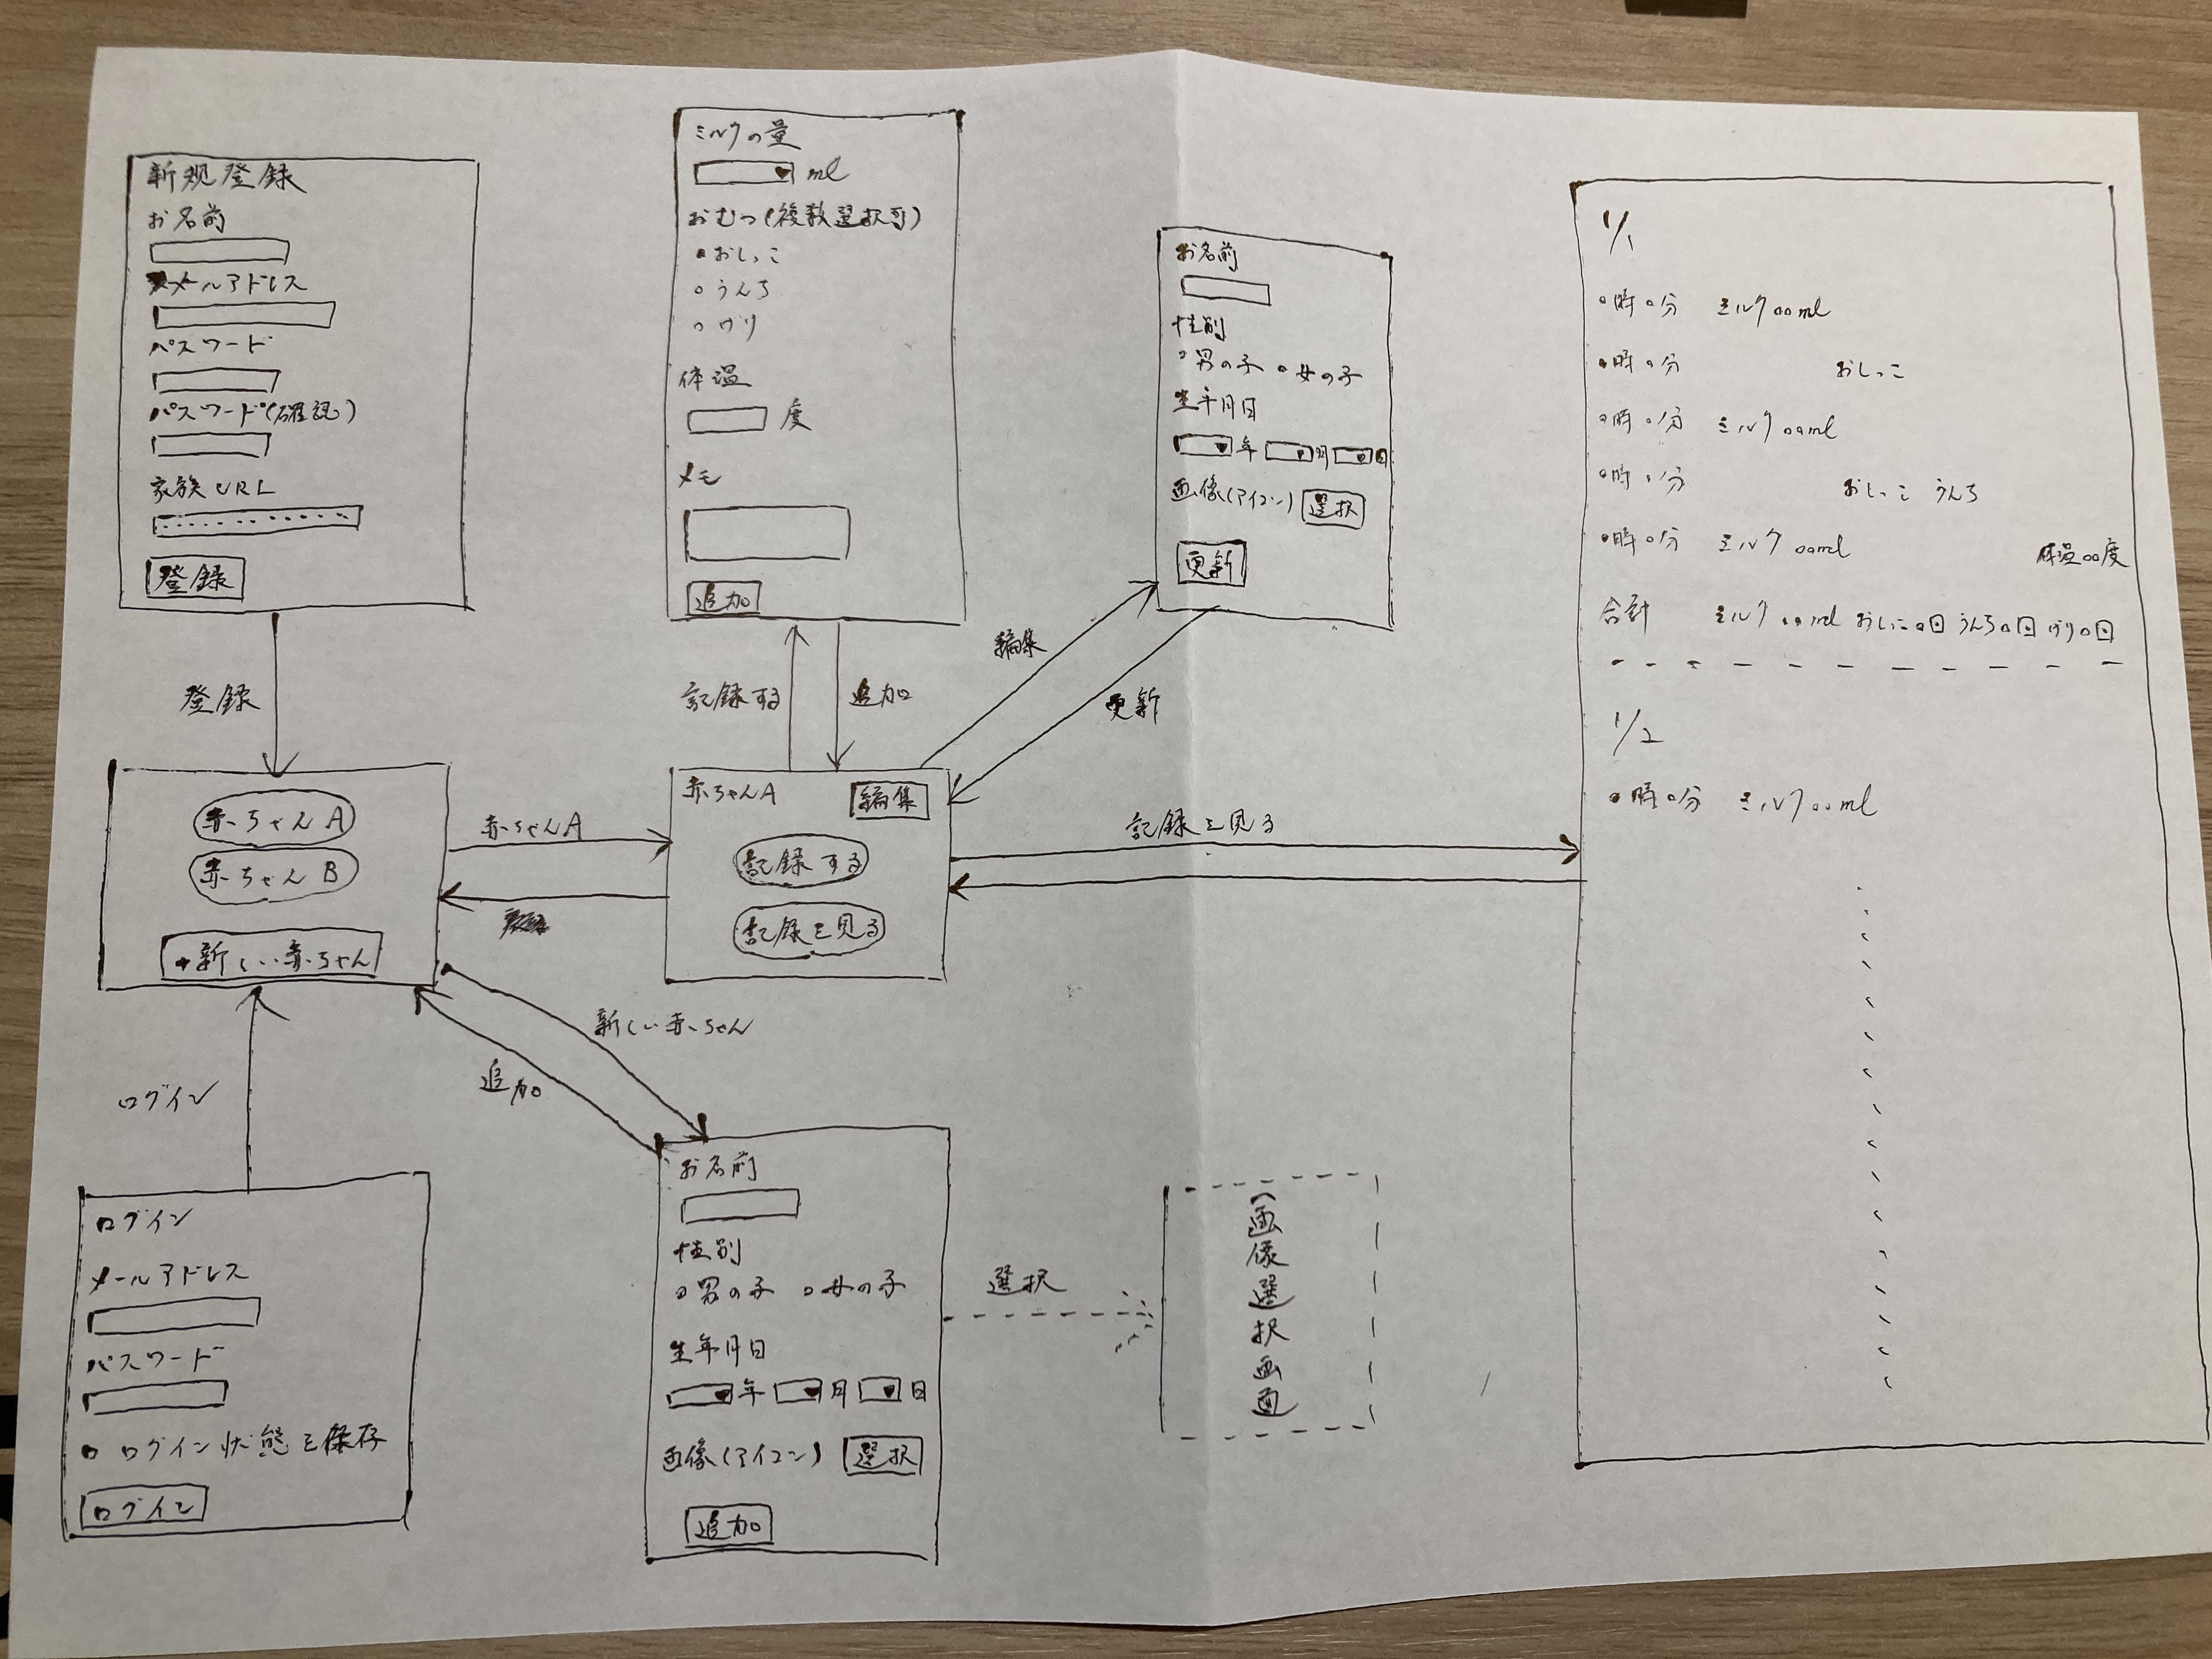 新規登録
お名前
メールアドレス
パスワード
パスワード(確認)
家族URL
登録
登録
ミルクの量
ml
おむつ(複数選択可)
おしっこ
うんち
げり
体温
度
メモ
追加
記録する
追加
お名前
性別
男の子 女の子
生年月日
年 月 日
画像(アイコン) 選択
更新
編集
更新
1/1
○時○分 ミルク○○ml
○時○分 おしっこ
○時○分 ミルク○○ml
○時○分 おしっこ うんち
○時○分 ミルク○○ml 体温○○度
合計 ミルク○○ml おしっこ○回 うんち○回 げり○回
1/2
○時○分 ミルク○○ml
赤ちゃんA
赤ちゃんB
+新しい赤ちゃん
赤ちゃんA
赤ちゃんA 編集
記録する
記録を見る
記録を見る
新しい赤ちゃん
追加
ログイン
ログイン
メールアドレス
パスワード
ログイン状態を保存
ログイン
お名前
性別
男の子 女の子
生年月日
年 月 日
画像(アイコン) 選択
追加
選択
画像選択画面